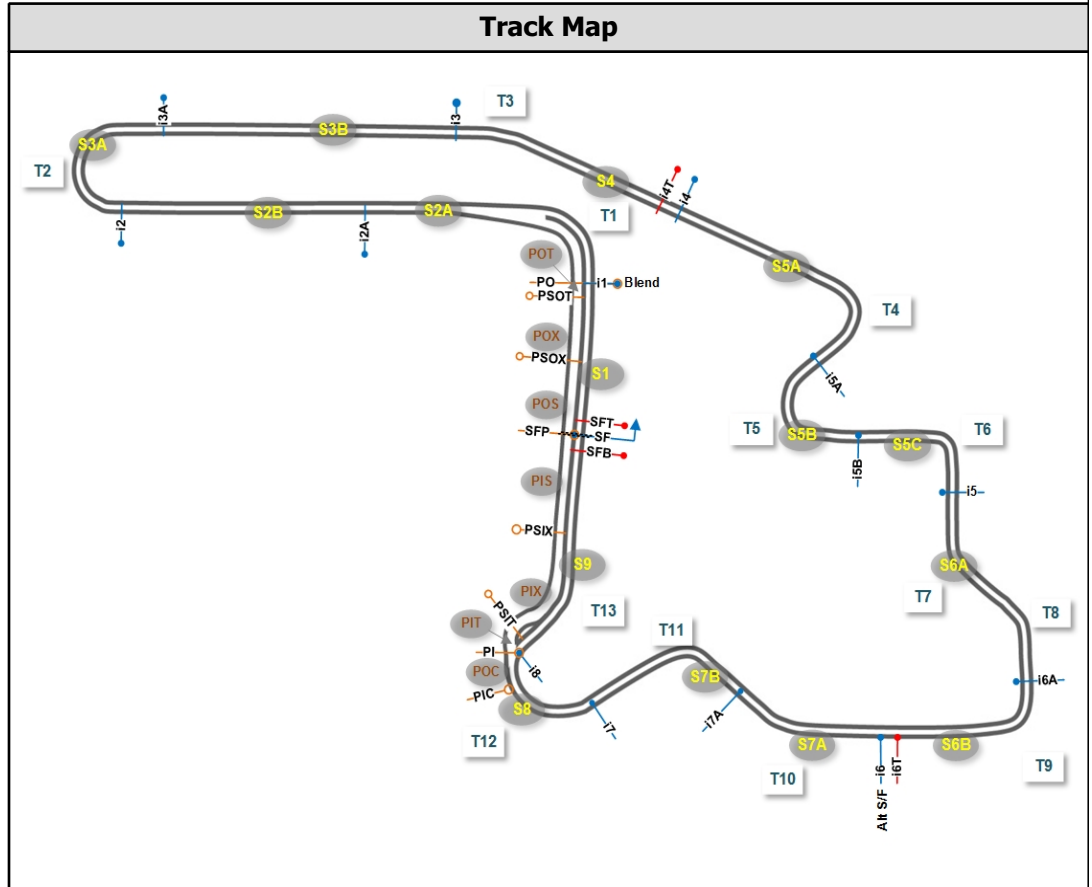 Track Map
i3A
i3
T3
S3A
S3B
T2
S4
i4T
i4
i2
S2B
i2A
S2A
T1
POT
S5A
PO
i1
Blend
PSOT
T4
POX
PSOX
S1
i5A
POS
SFT
SFP
SF
SFB
T5
S5B
i5B
S5C
T6
PIS
i5
PSIX
S9
S6A
PIX
T7
PSIT
T13
T8
PIT
T11
PI
i8
POC
S7B
i6A
PIC
S8
i7
i7A
T12
S7A
i6
i6T
S6B
T10
T9
Alt S/F